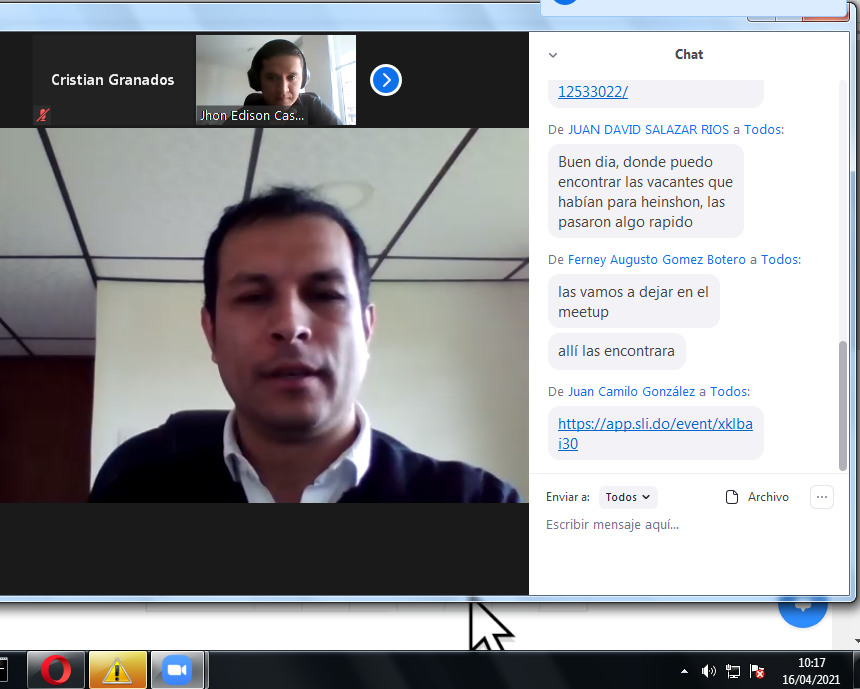 Cristian Granados
Jhon Edison Cas...
Chat
12533022/
De JUAN DAVID SALAZAR RIOS a Todos:
Buen dia, donde puedo
encontrar las vacantes que
habían para heinshon, las
pasaron algo rapido
De Ferney Augusto Gomez Botero a Todos:
las vamos a dejar en el
meetup
allí las encontrara
De Juan Camilo González a Todos:
https://app.sli.do/event/xklba
i30
Enviar a:
Todos
Archivo
Escribir mensaje aquí...
10:17
16/04/2021